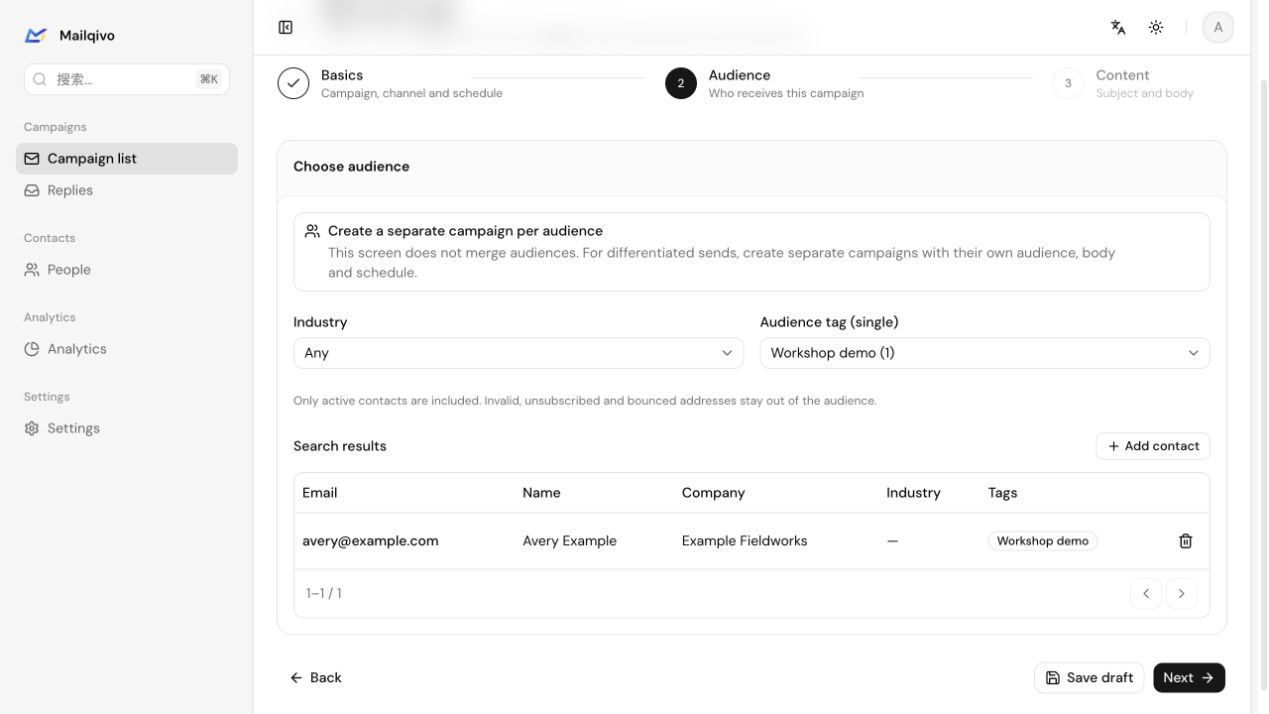 Mailqivo
搜索... ⌘K
Campaigns
Campaign list
Replies
Contacts
People
Analytics
Analytics
Settings
Settings
A
Basics
Campaign, channel and schedule
2
Audience
Who receives this campaign
3
Content
Subject and body
Choose audience
Create a separate campaign per audience
This screen does not merge audiences. For differentiated sends, create separate campaigns with their own audience, body
and schedule.
Industry
Any
Audience tag (single)
Workshop demo (1)
Only active contacts are included. Invalid, unsubscribed and bounced addresses stay out of the audience.
Search results
+ Add contact
Email Name Company Industry Tags
avery@example.com Avery Example Example Fieldworks — Workshop demo
1–1 / 1
← Back
Save draft
Next →